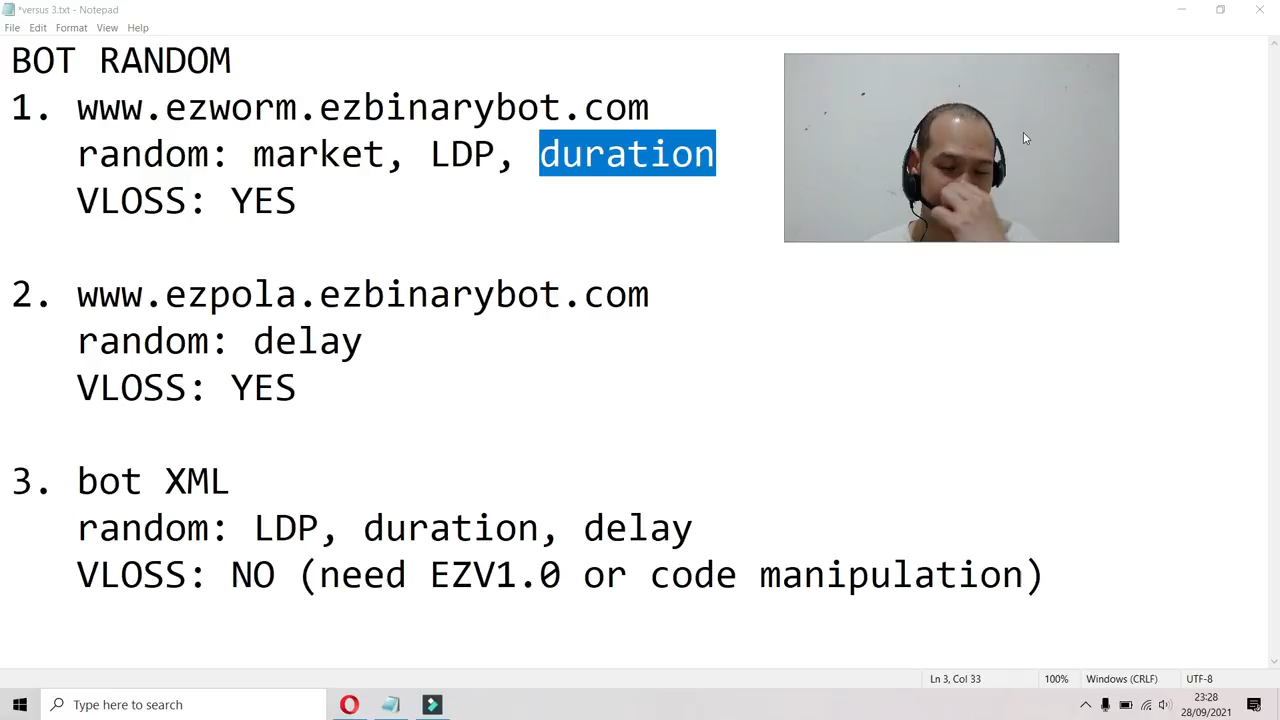 *versus 3.txt - Notepad
File Edit Format View Help
BOT RANDOM
1. www.ezworm.ezbinarybot.com
random: market, LDP, duration
VLOSS: YES
2. www.ezpola.ezbinarybot.com
random: delay
VLOSS: YES
3. bot XML
random: LDP, duration, delay
VLOSS: NO (need EZV1.0 or code manipulation)
Ln 3, Col 33 100% Windows (CRLF) UTF-8
Type here to search
23:28
28/09/2021